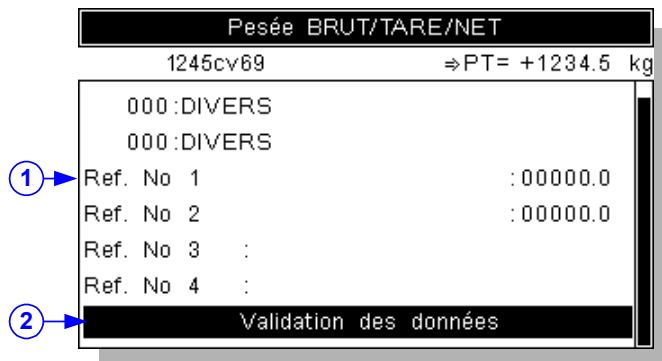 Pesée BRUT/TARE/NET
1245cv69 ⇒PT= +1234.5 kg
000:DIVERS
000:DIVERS
1 Ref. No 1 :00000.0
Ref. No 2 :00000.0
Ref. No 3 :
Ref. No 4 :
2 Validation des données